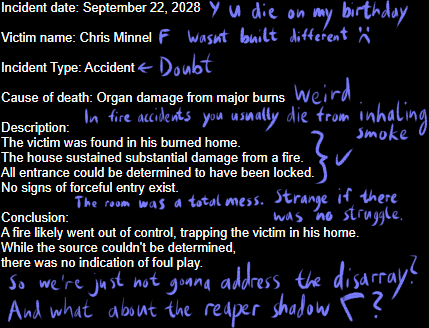 Incident date: September 22, 2028 Y u die on my birthday
Victim name: Chris Minnel F wasnt built different :(
Incident Type: Accident ← Doubt
Cause of death: Organ damage from major burns Weird
In fire accidents you usually die from inhaling smoke
Description:
The victim was found in his burned home.
The house sustained substantial damage from a fire.
All entrance could be determined to have been locked. } ✓
No signs of forceful entry exist.
The room was a total mess. Strange if there was no struggle.
Conclusion:
A fire likely went out of control, trapping the victim in his home.
While the source couldn't be determined,
there was no indication of foul play.
So we're just not gonna address the disarray?
And what about the reaper shadow ?